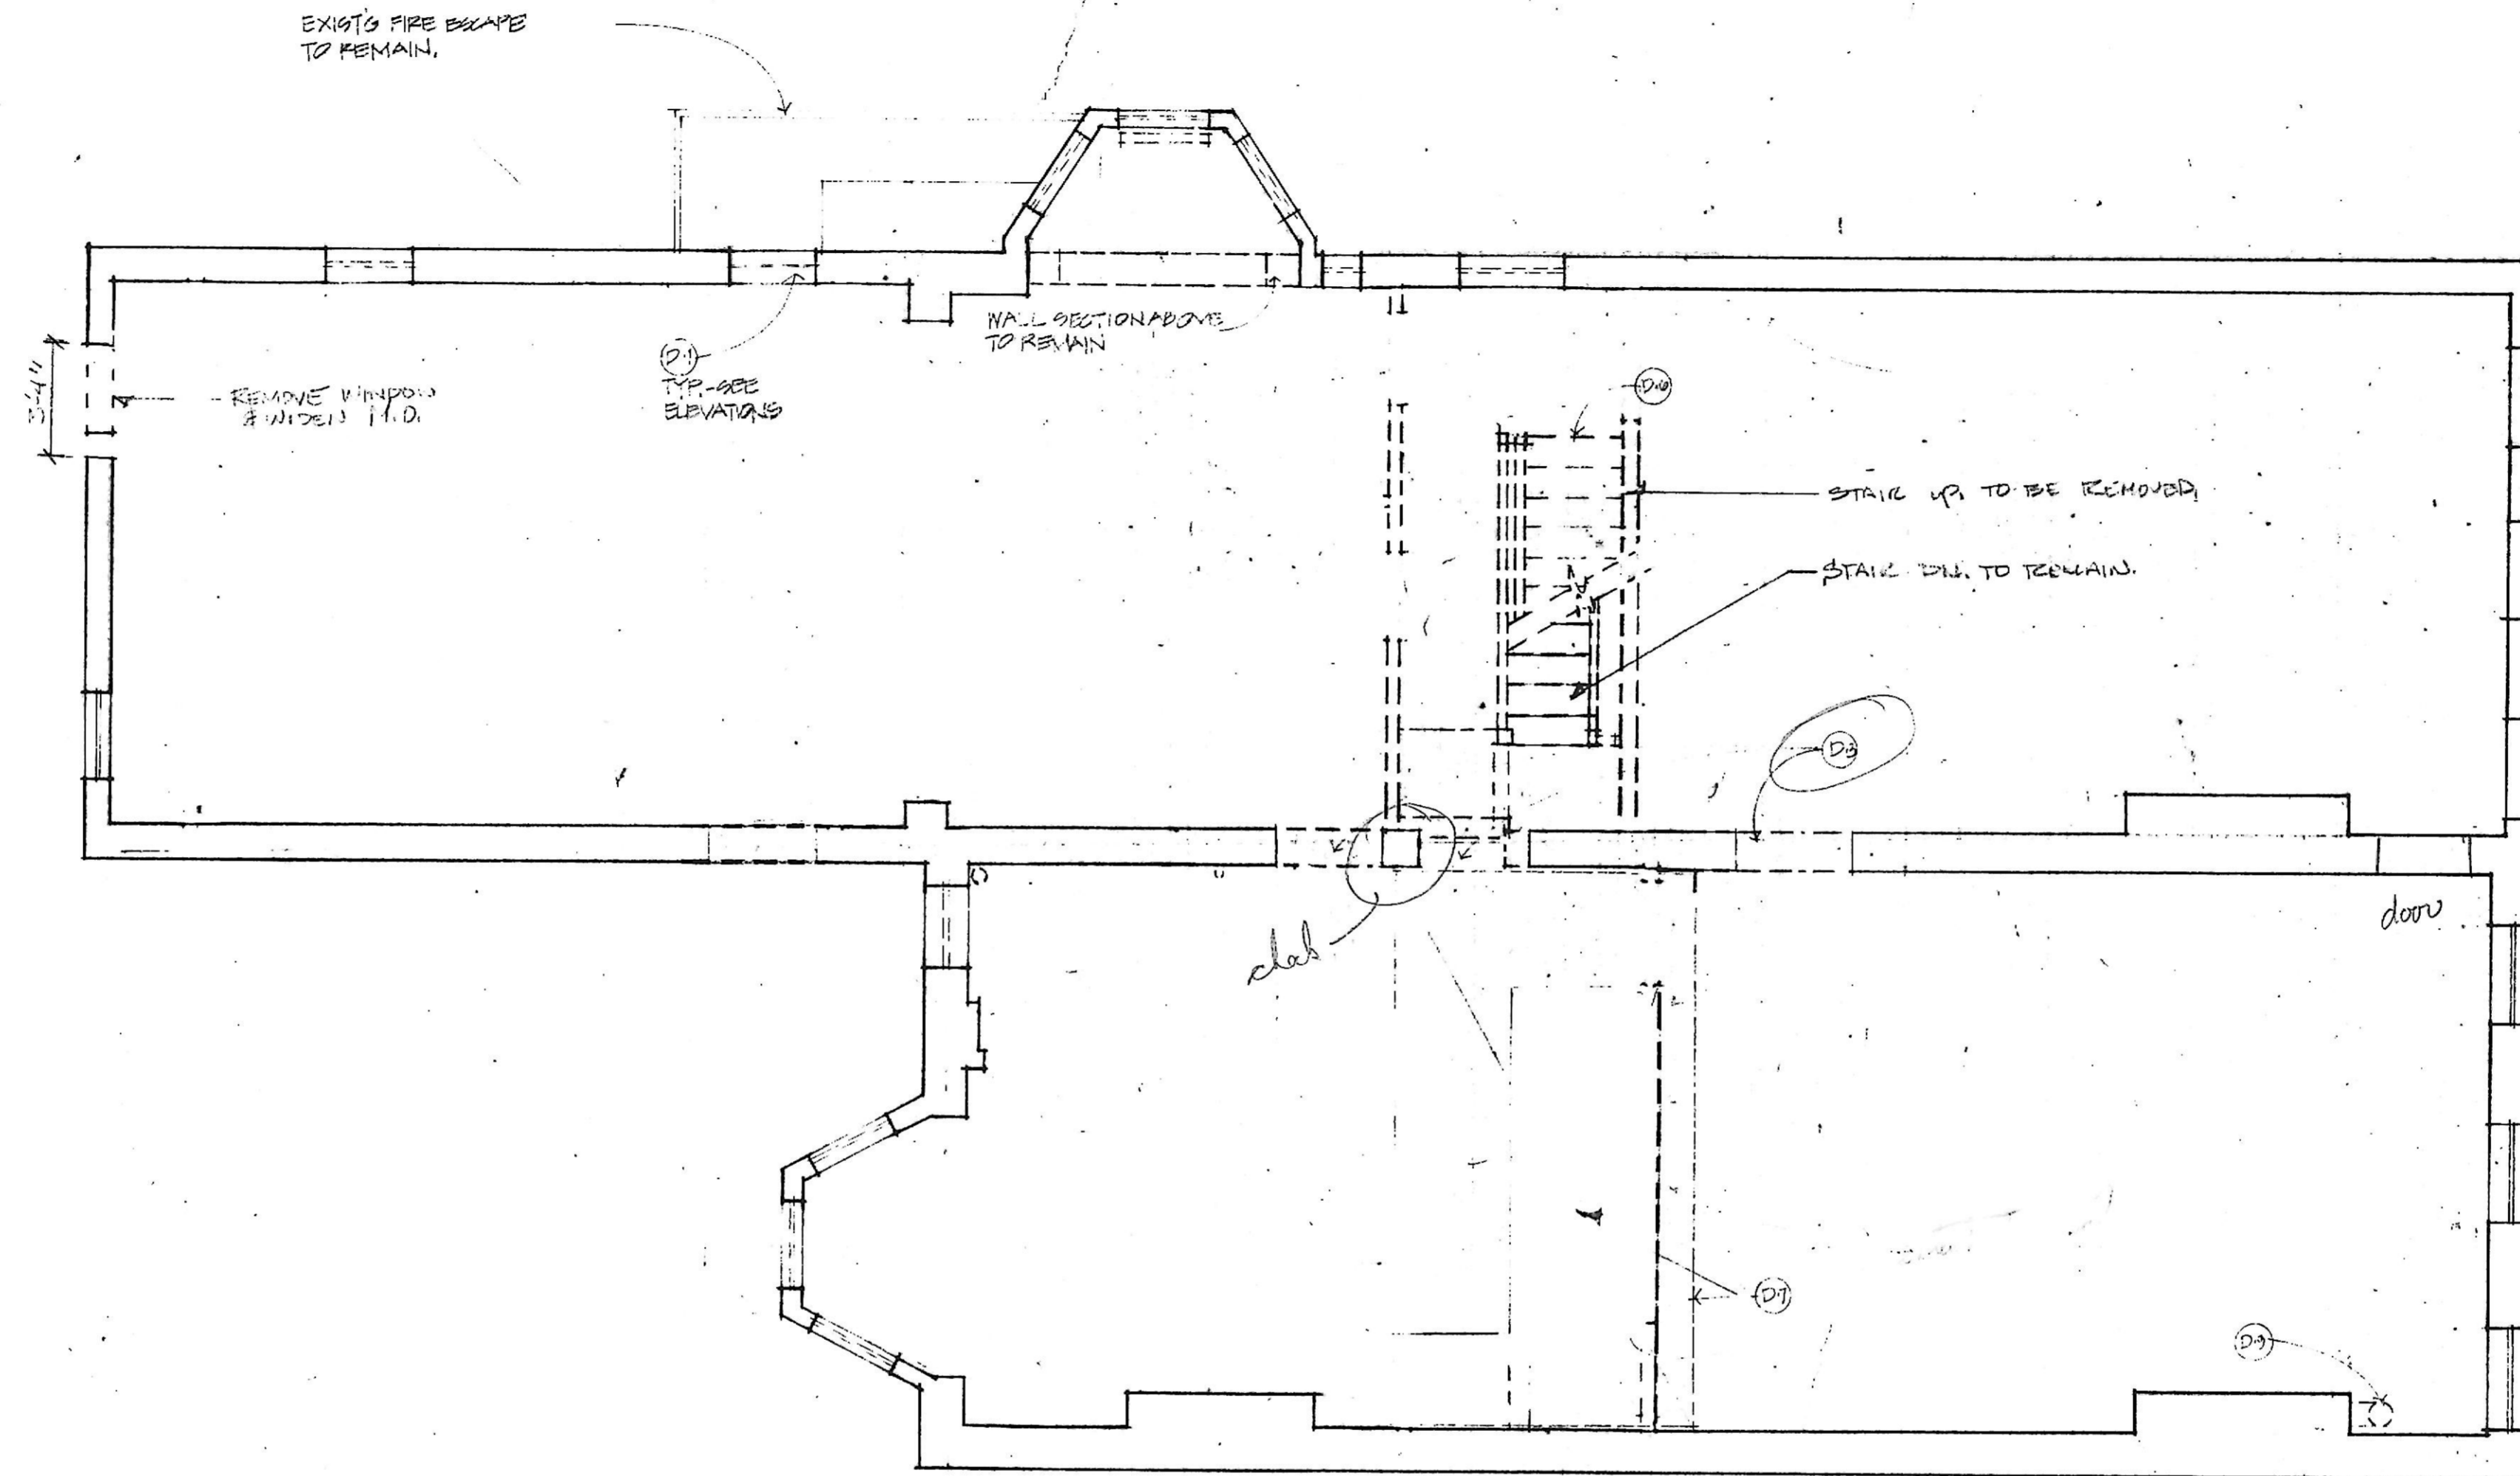 EXIST'G FIRE ESCAPE
TO REMAIN.
WALL SECTION ABOVE
TO REMAIN
D.1
TYP.-SEE
ELEVATIONS
3'-4"
REMOVE WINDOW
& WIDEN M.O.
D.6
STAIR UP. TO BE REMOVED.
STAIR DN. TO REMAIN.
D.3
door
D.7
D.9